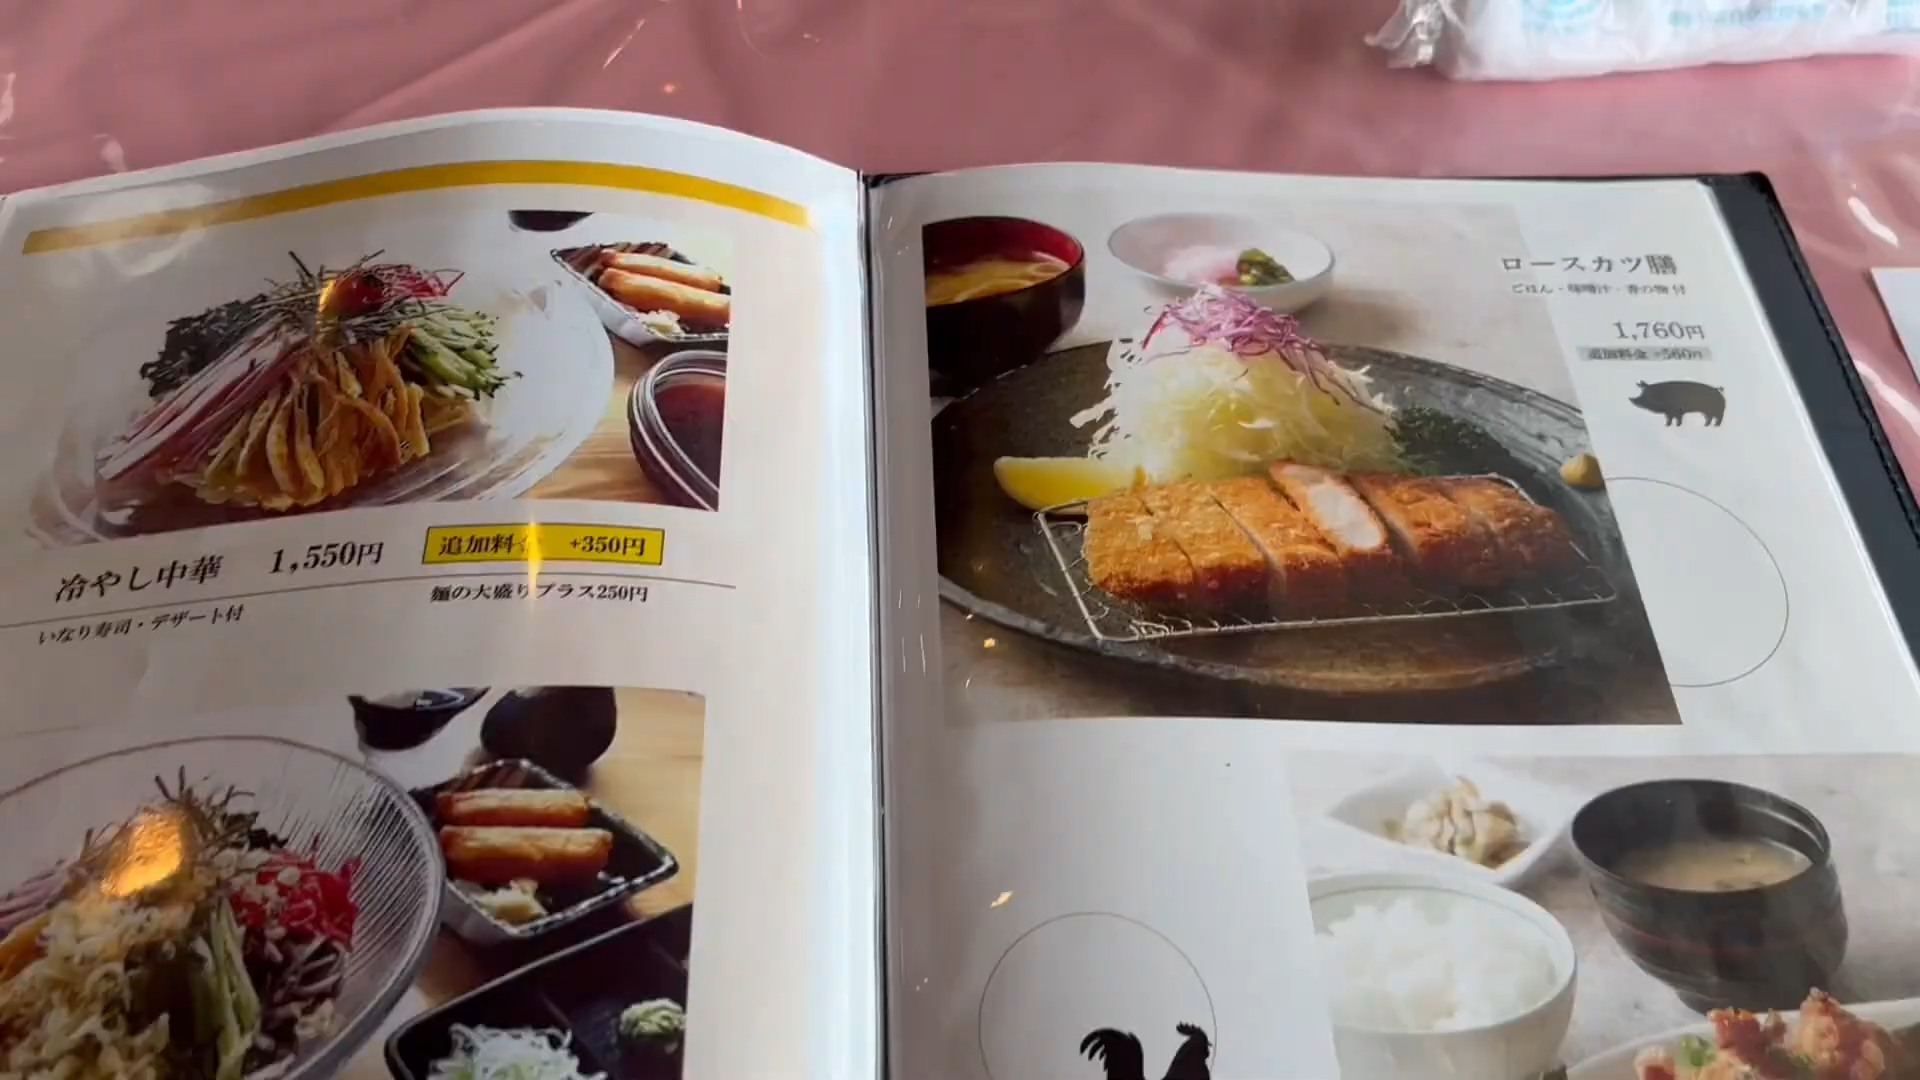 冷やし中華 1,550円
追加料金 +350円
麺の大盛りプラス250円
いなり寿司・デザート付
ロースカツ膳
ごはん・味噌汁・香の物 付
1,760円
追加料金 +560円